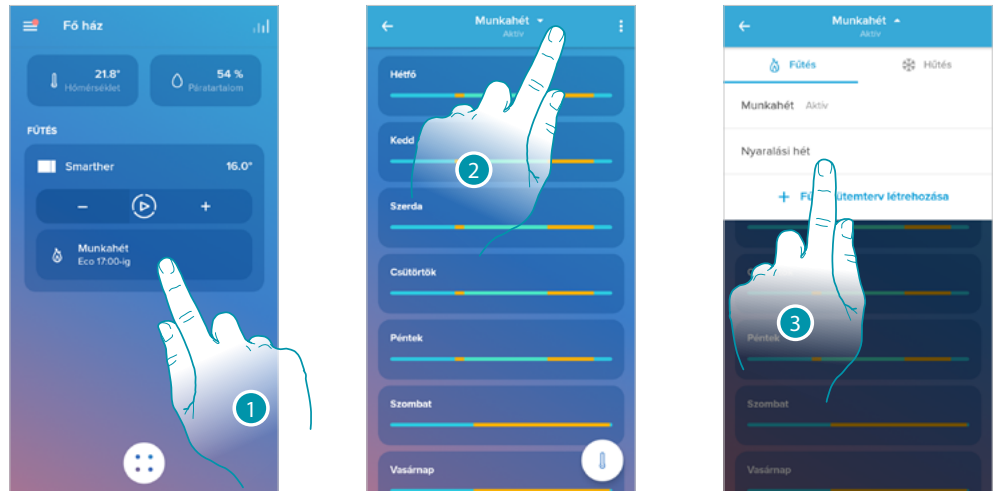 Fő ház
21.8°
Hőmérséklet
54 %
Páratartalom
FŰTÉS
Smarther 16.0°
Munkahét
Eco 17:00-ig
1
Munkahét
Aktív
Hétfő
Kedd
2
Szerda
Csütörtök
Péntek
Szombat
Vasárnap
Munkahét
Aktív
Fűtés Hűtés
Munkahét Aktív
Nyaralási hét
+ létrehozása
3
Péntek
Szombat
Vasárnap